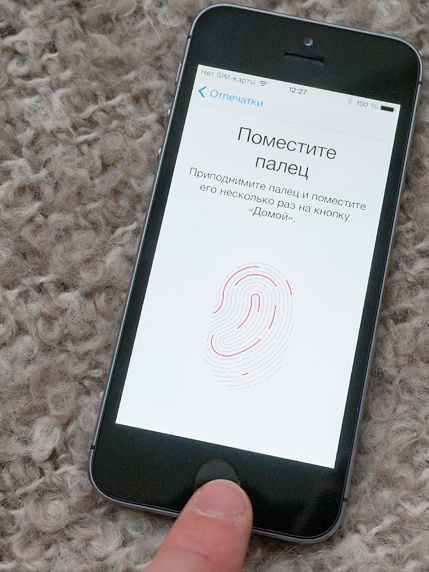 Нет SIM-карты 12:27 100 %
Отпечатки
Поместите
палец
Приподнимите палец и поместите
его несколько раз на кнопку
«Домой».